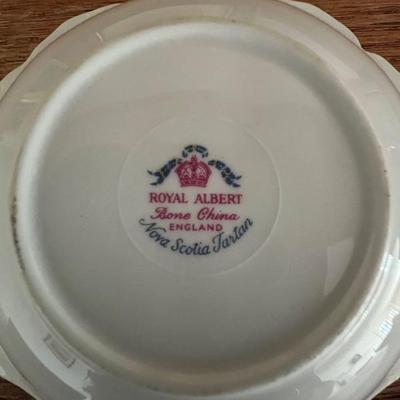 ROYAL ALBERT
Bone China
ENGLAND
Nova Scotia Tartan